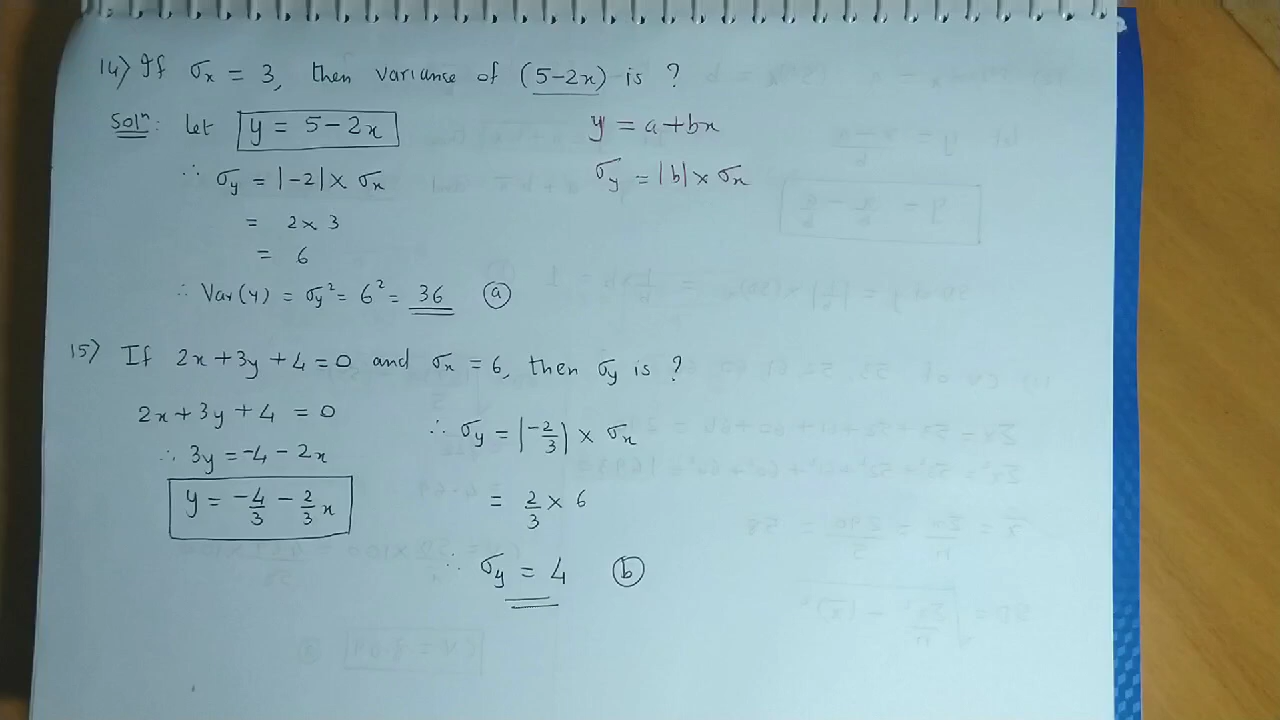 14) If σx = 3, then variance of (5-2x) is ?
Solⁿ: let y = 5-2x
y = a+bx
∴ σy = |-2| × σx
σy = |b| × σx
= 2 × 3
= 6
∴ Var(y) = σy² = 6² = 36 (a)
15) If 2x+3y+4=0 and σx = 6, then σy is ?
2x+3y+4 = 0
∴ 3y = -4 - 2x
y = -4/3 - 2/3 x
∴ σy = |-2/3| × σx
= 2/3 × 6
∴ σy = 4 (b)